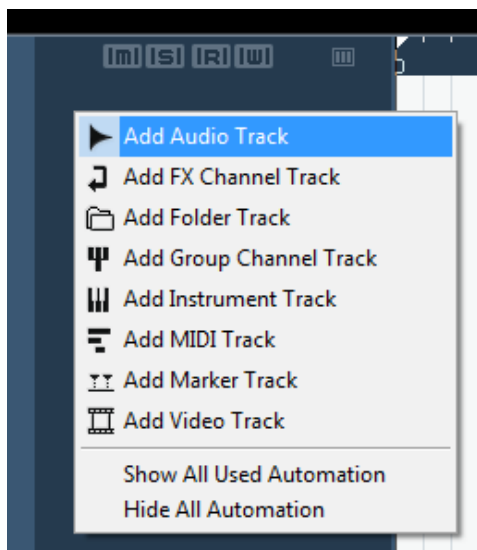 m S R W
Add Audio Track
Add FX Channel Track
Add Folder Track
Add Group Channel Track
Add Instrument Track
Add MIDI Track
Add Marker Track
Add Video Track
Show All Used Automation
Hide All Automation